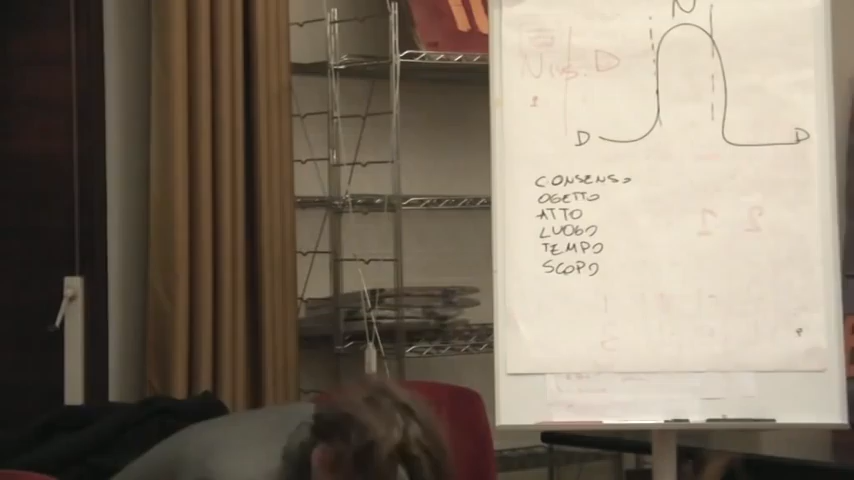 N
D
D
CONSENSO
OGETTO
ATTO
LUOGO
TEMPO
SCOPO